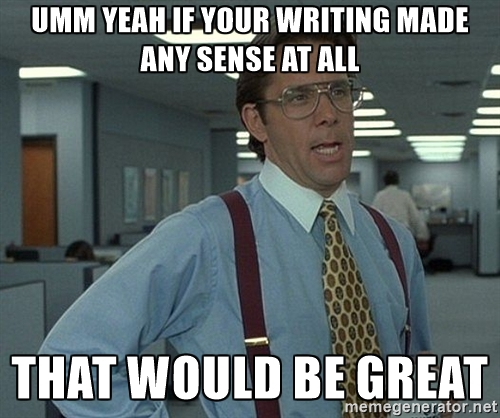 UMM YEAH IF YOUR WRITING MADE
ANY SENSE AT ALL
THAT WOULD BE GREAT
memegenerator.net